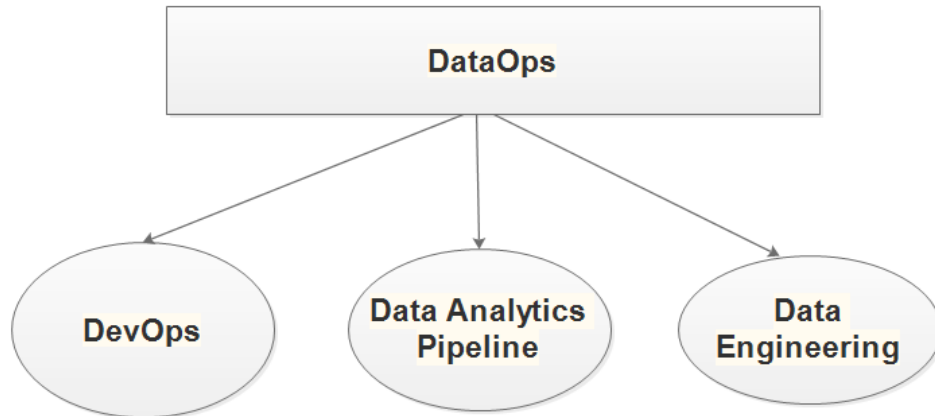 DataOps
DevOps
Data Analytics
Pipeline
Data
Engineering